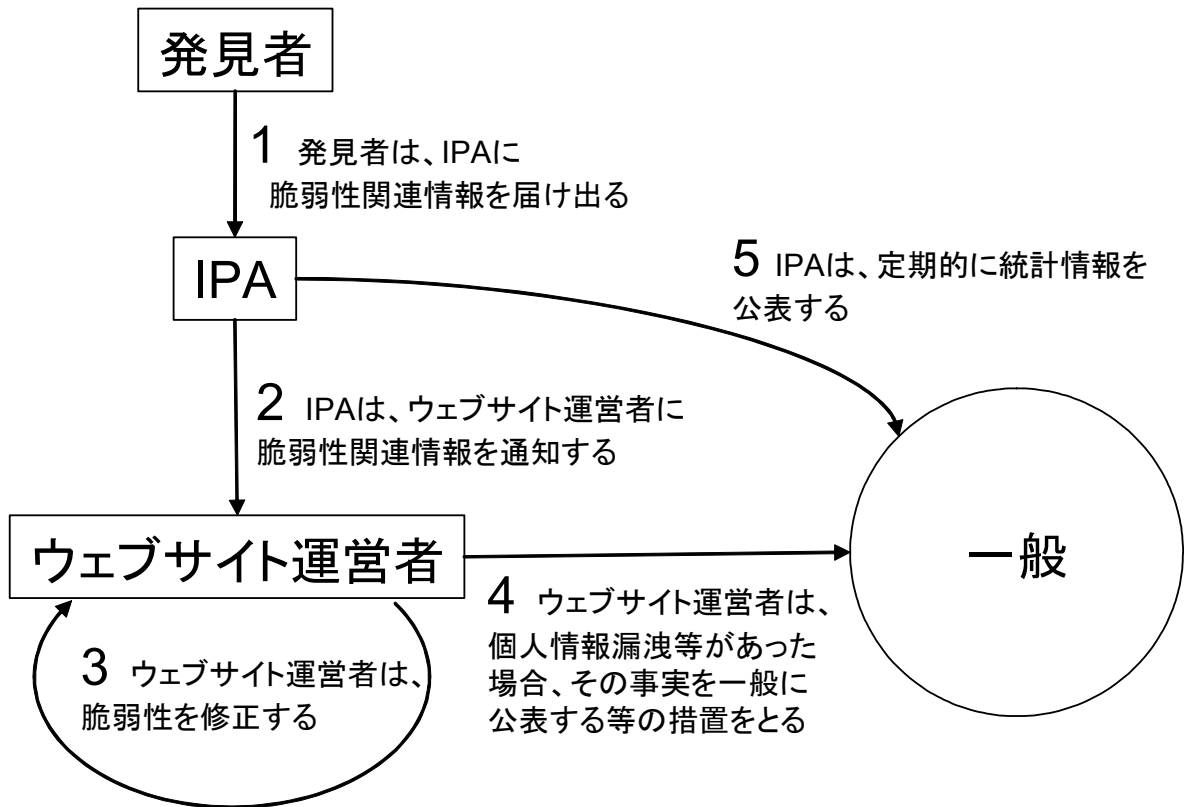 発見者
1 発見者は、IPAに
脆弱性関連情報を届け出る
IPA
5 IPAは、定期的に統計情報を
公表する
2 IPAは、ウェブサイト運営者に
脆弱性関連情報を通知する
ウェブサイト運営者
一般
4 ウェブサイト運営者は、
個人情報漏洩等があった
場合、その事実を一般に
公表する等の措置をとる
3 ウェブサイト運営者は、
脆弱性を修正する